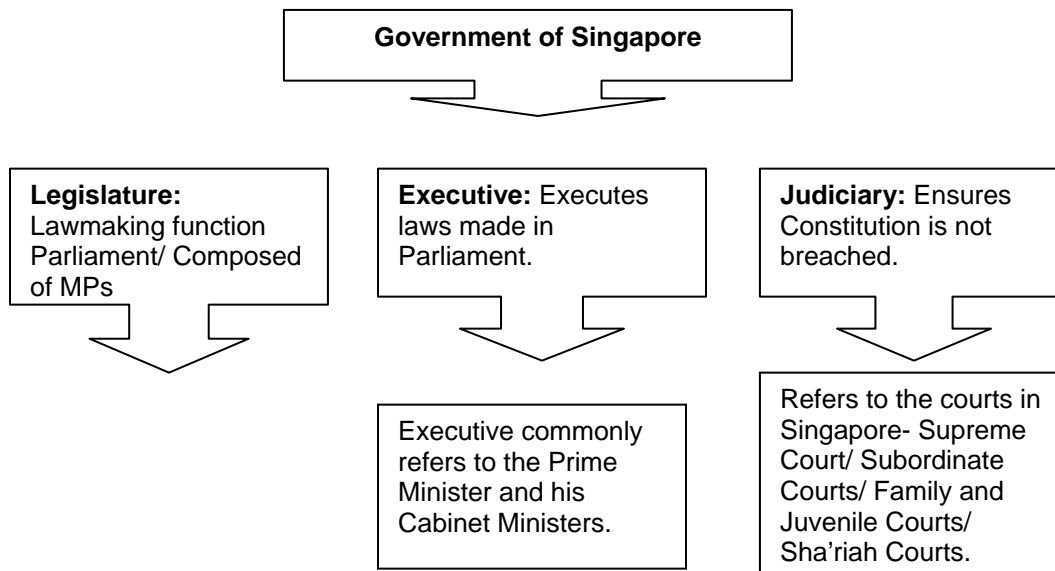 Government of Singapore
Legislature:
Lawmaking function
Parliament/ Composed
of MPs
Executive: Executes
laws made in
Parliament.
Judiciary: Ensures
Constitution is not
breached.
Executive commonly
refers to the Prime
Minister and his
Cabinet Ministers.
Refers to the courts in
Singapore- Supreme
Court/ Subordinate
Courts/ Family and
Juvenile Courts/
Sha’riah Courts.